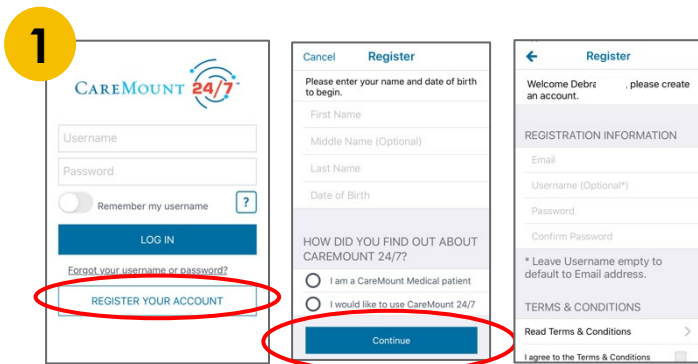 1
CAREMOUNT 24/7
Username
Password
Remember my username
?
LOG IN
Forgot your username or password?
REGISTER YOUR ACCOUNT
Cancel Register
Please enter your name and date of birth
to begin.
First Name
Middle Name (Optional)
Last Name
Date of Birth
HOW DID YOU FIND OUT ABOUT
CAREMOUNT 24/7?
I am a CareMount Medical patient
I would like to use CareMount 24/7
Continue
Register
Welcome Debra , please create
an account.
REGISTRATION INFORMATION
Email
Username (Optional*)
Password
Confirm Password
* Leave Username empty to
default to Email address.
TERMS & CONDITIONS
Read Terms & Conditions
I agree to the Terms & Conditions